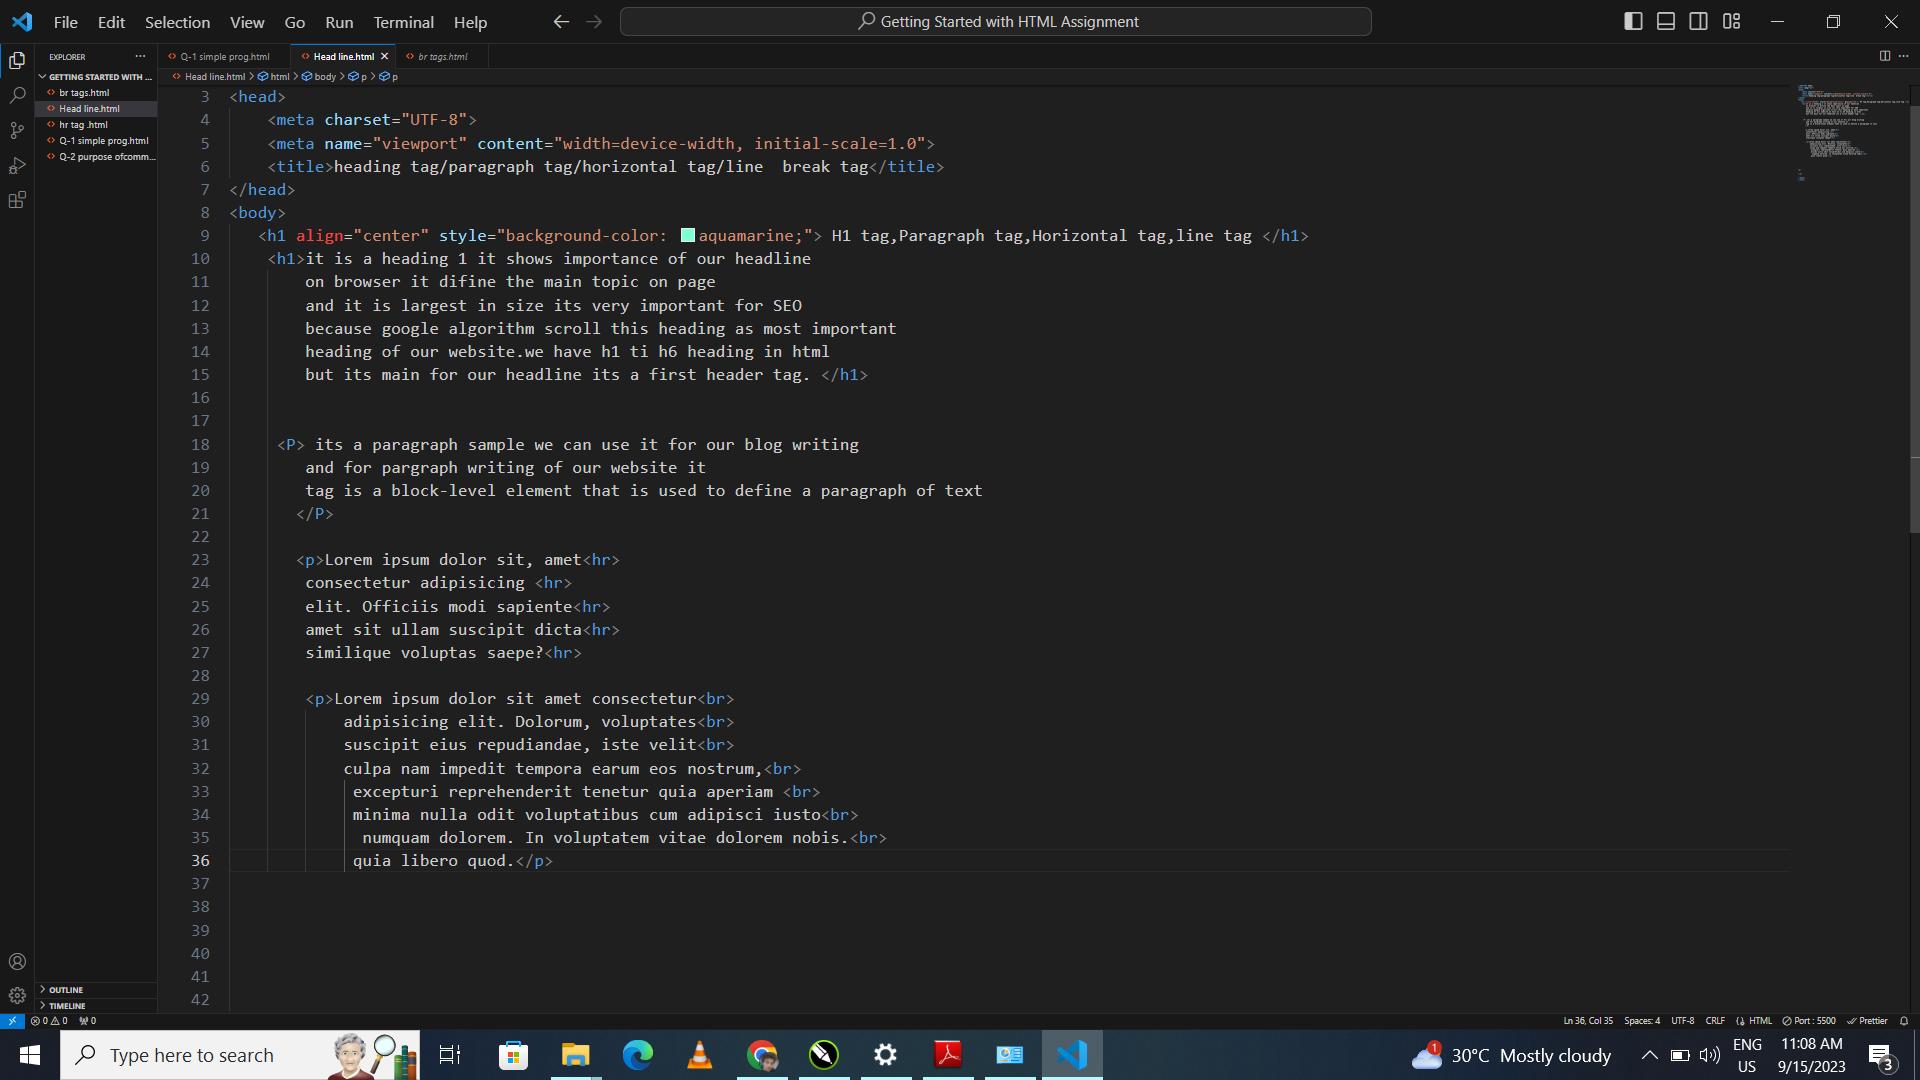 File Edit Selection View Go Run Terminal Help
Getting Started with HTML Assignment
EXPLORER
Q-1 simple prog.html
Head line.html
br tags.html
GETTING STARTED WITH ...
Head line.html > html > body > p > p
br tags.html
Head line.html
hr tag .html
Q-1 simple prog.html
Q-2 purpose ofcomm...
3 <head>
4 <meta charset="UTF-8">
5 <meta name="viewport" content="width=device-width, initial-scale=1.0">
6 <title>heading tag/paragraph tag/horizontal tag/line  break tag</title>
7 </head>
8 <body>
9 <h1 align="center" style="background-color: aquamarine;"> H1 tag,Paragraph tag,Horizontal tag,line tag </h1>
10 <h1>it is a heading 1 it shows importance of our headline
11 on browser it difine the main topic on page
12 and it is largest in size its very important for SEO
13 because google algorithm scroll this heading as most important
14 heading of our website.we have h1 ti h6 heading in html
15 but its main for our headline its a first header tag. </h1>
16
17
18 <P> its a paragraph sample we can use it for our blog writing
19 and for pargraph writing of our website it
20 tag is a block-level element that is used to define a paragraph of text
21 </P>
22
23 <p>Lorem ipsum dolor sit, amet<hr>
24 consectetur adipisicing <hr>
25 elit. Officiis modi sapiente<hr>
26 amet sit ullam suscipit dicta<hr>
27 similique voluptas saepe?<hr>
28
29 <p>Lorem ipsum dolor sit amet consectetur<br>
30 adipisicing elit. Dolorum, voluptates<br>
31 suscipit eius repudiandae, iste velit<br>
32 culpa nam impedit tempora earum eos nostrum,<br>
33 excepturi reprehenderit tenetur quia aperiam <br>
34 minima nulla odit voluptatibus cum adipisci iusto<br>
35 numquam dolorem. In voluptatem vitae dolorem nobis.<br>
36 quia libero quod.</p>
37
38
39
40
41
42
OUTLINE
TIMELINE
0 0 0
Ln 36, Col 35 Spaces: 4 UTF-8 CRLF HTML Port : 5500 Prettier
Type here to search
1
30°C Mostly cloudy
ENG
US
11:08 AM
9/15/2023
3